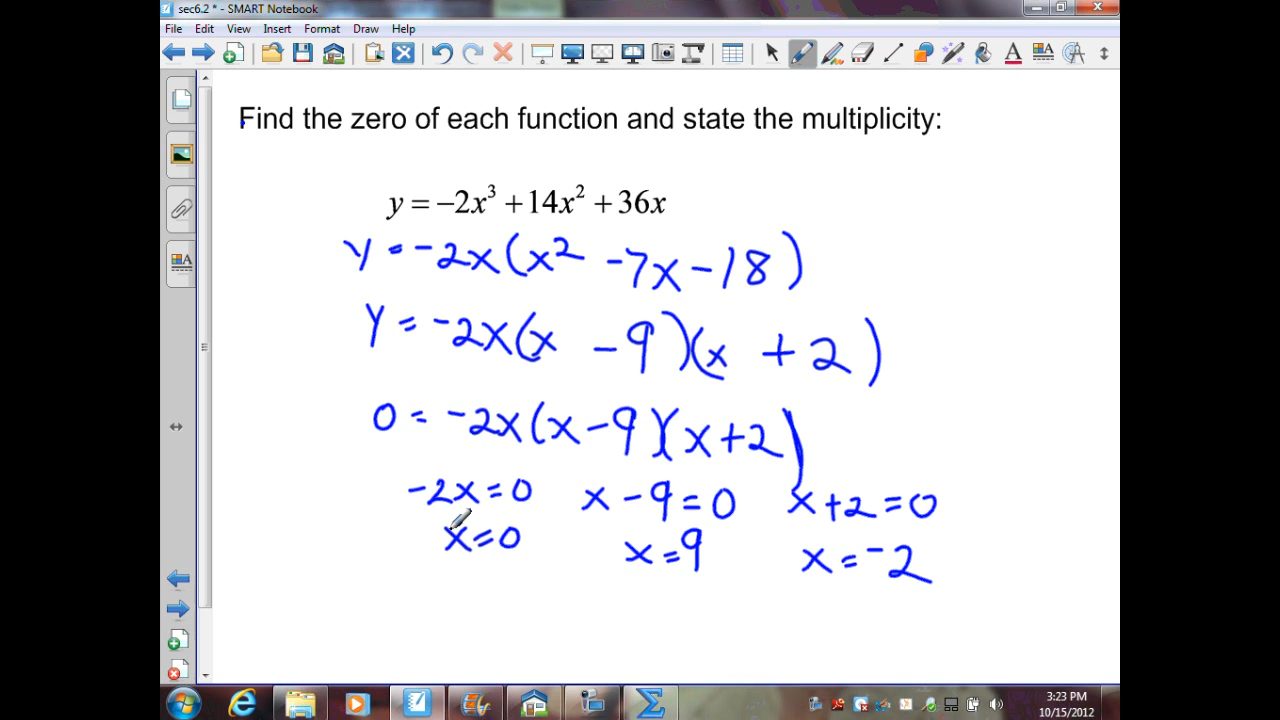 sec6.2 * - SMART Notebook
File Edit View Insert Format Draw Help
Find the zero of each function and state the multiplicity:
y = −2x³ + 14x² + 36x
y = -2x(x² -7x-18)
y = -2x(x -9)(x +2)
0 = -2x(x-9)(x+2)
-2x=0 x-9=0 x+2=0
x=0 x=9 x=-2
3:23 PM
10/15/2012